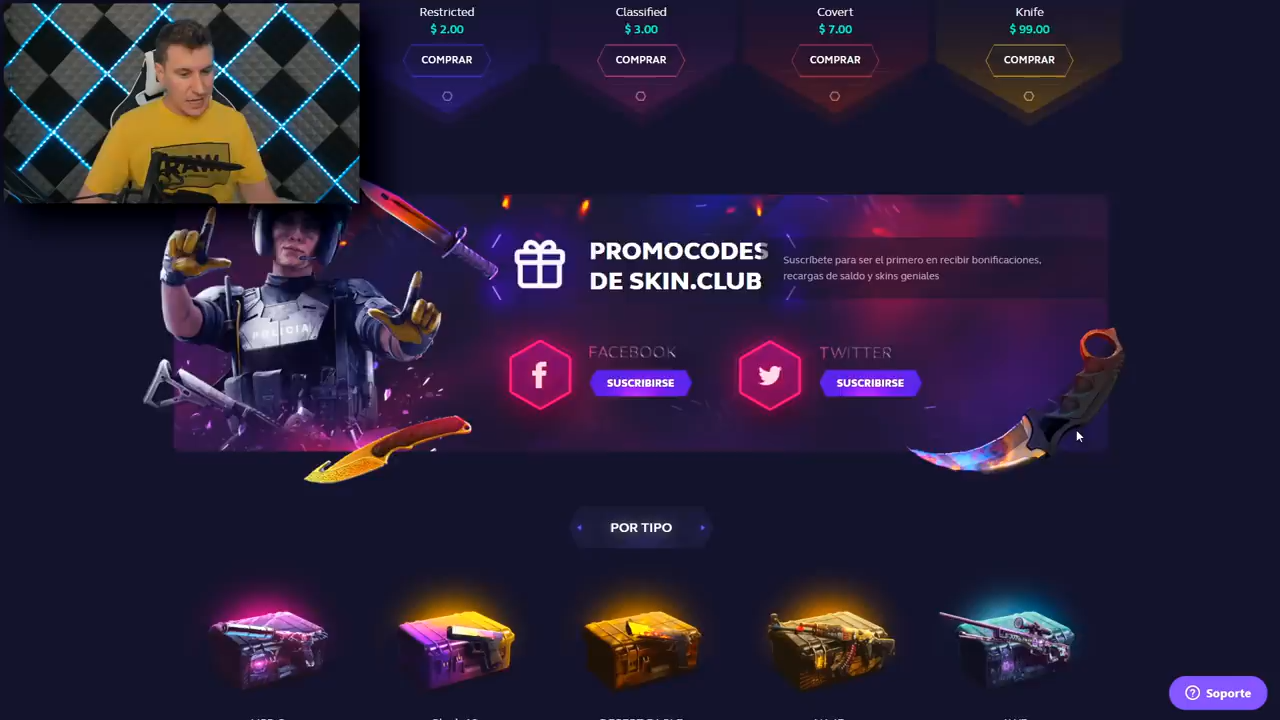 Restricted
$ 2.00
COMPRAR
Classified
$ 3.00
COMPRAR
Covert
$ 7.00
COMPRAR
Knife
$ 99.00
COMPRAR
RAW
POLICIA
PROMOCODES
DE SKIN.CLUB
Suscríbete para ser el primero en recibir bonificaciones,
recargas de saldo y skins geniales
FACEBOOK
SUSCRIBIRSE
TWITTER
SUSCRIBIRSE
POR TIPO
Soporte